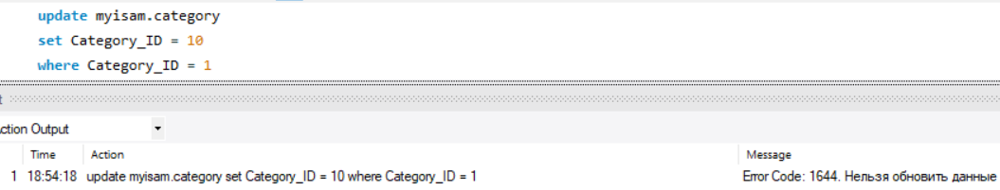 update myisam.category
set Category_ID = 10
where Category_ID = 1
t
ction Output
Time Action Message
1 18:54:18 update myisam.category set Category_ID = 10 where Category_ID = 1 Error Code: 1644. Нельзя обновить данные